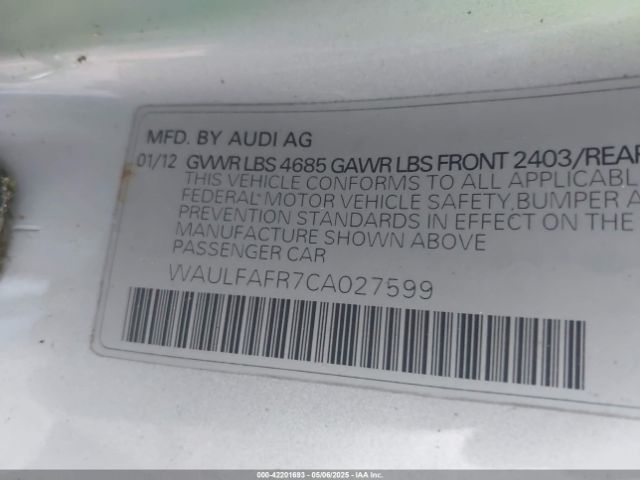 MFD. BY AUDI AG
01/12 GVWR LBS 4685 GAWR LBS FRONT 2403/REAR
THIS VEHICLE CONFORMS TO ALL APPLICABLE
FEDERAL MOTOR VEHICLE SAFETY, BUMPER A
PREVENTION STANDARDS IN EFFECT ON THE
MANUFACTURE SHOWN ABOVE
PASSENGER CAR
WAULFAFR7CA027599
000-42201693 05/06/2025 IAA Inc.